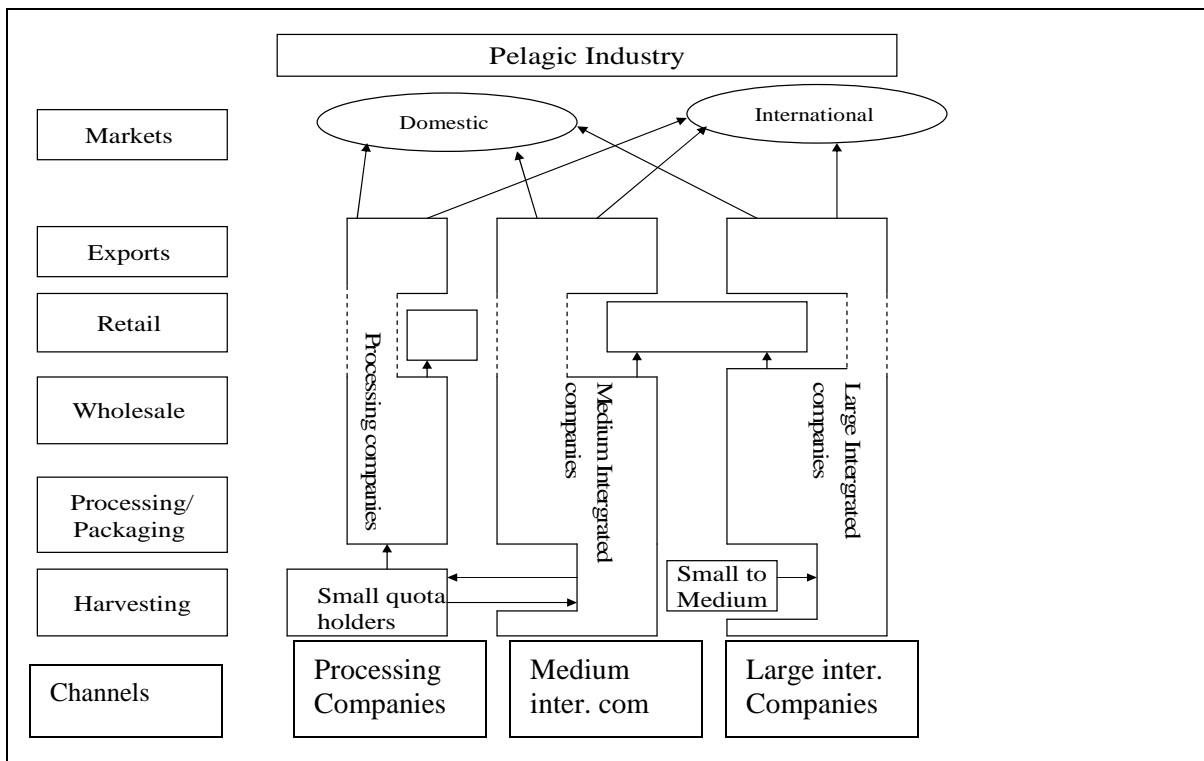 Pelagic Industry
Markets
Domestic
International
Exports
Retail
Wholesale
Processing/
Packaging
Harvesting
Channels
Processing companies
Medium Intergrated
companies
Large Intergrated
companies
Small quota
holders
Small to
Medium
Processing
Companies
Medium
inter. com
Large inter.
Companies